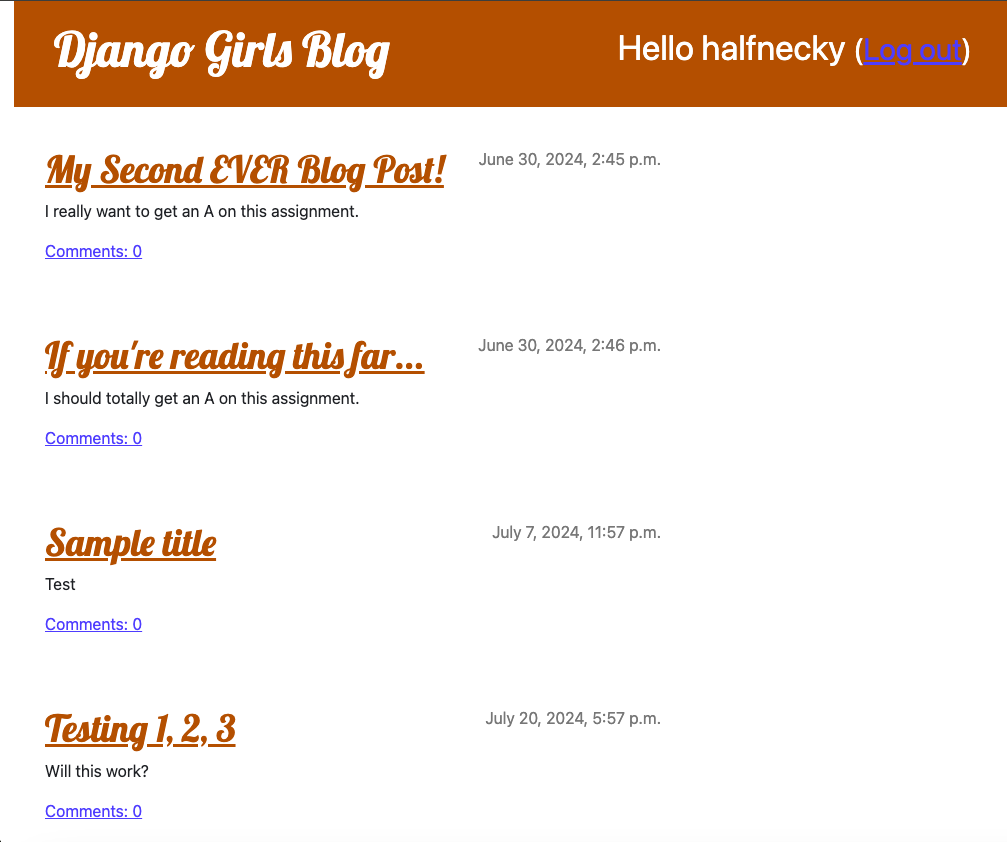 Django Girls Blog
Hello halfnecky (Log out)
My Second EVER Blog Post!
June 30, 2024, 2:45 p.m.
I really want to get an A on this assignment.
Comments: 0
If you're reading this far...
June 30, 2024, 2:46 p.m.
I should totally get an A on this assignment.
Comments: 0
Sample title
July 7, 2024, 11:57 p.m.
Test
Comments: 0
Testing 1, 2, 3
July 20, 2024, 5:57 p.m.
Will this work?
Comments: 0